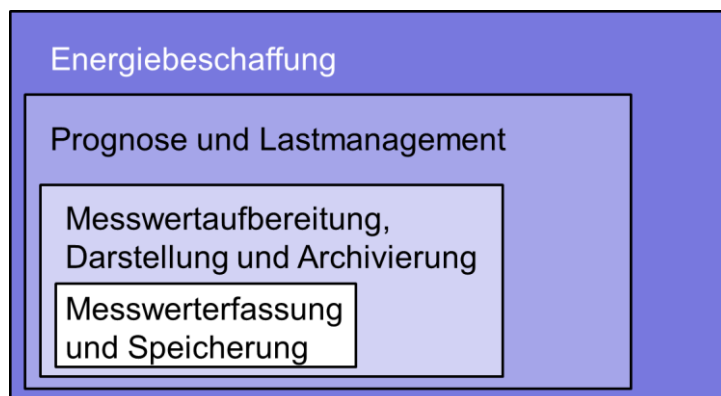 Energiebeschaffung
Prognose und Lastmanagement
Messwertaufbereitung,
Darstellung und Archivierung
Messwerterfassung
und Speicherung